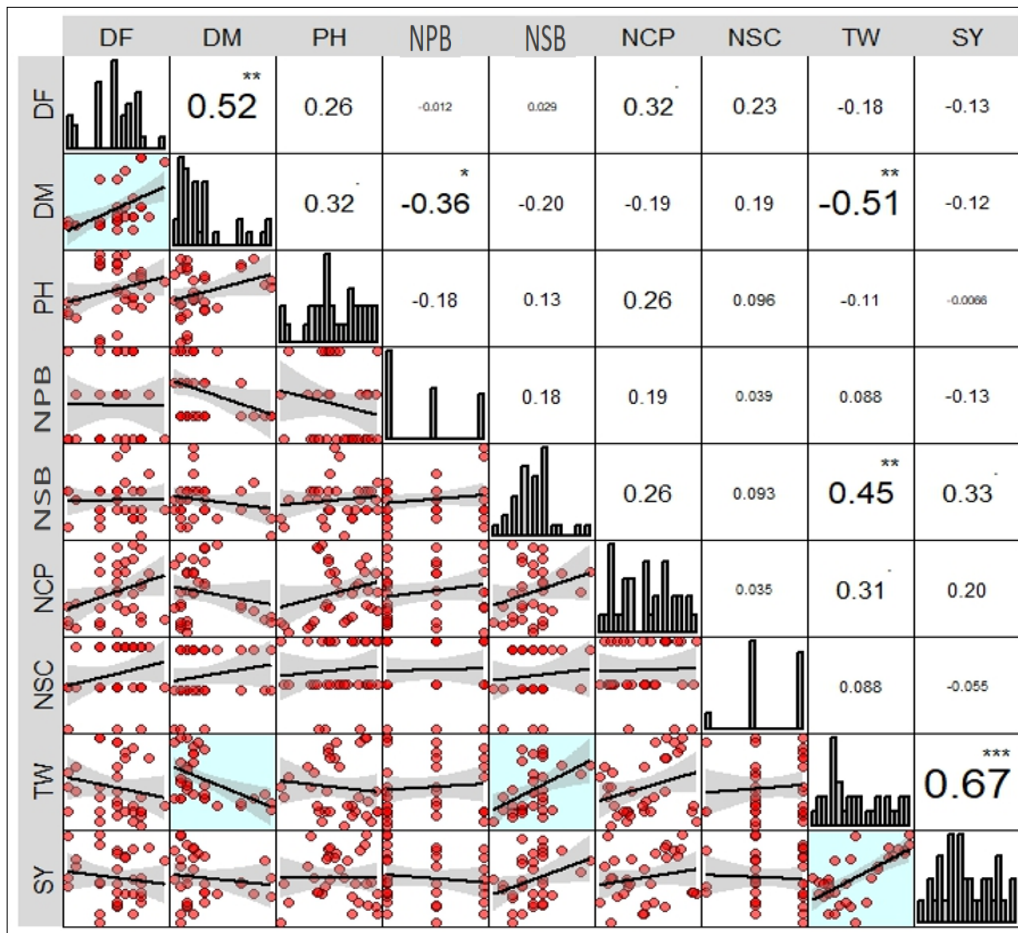 DF DM PH NPB NSB NCP NSC TW SY
DF ** 0.52 0.26 -0.012 0.029 0.32 . 0.23 -0.18 -0.13
DM 0.32 . -0.36 * -0.20 -0.19 0.19 -0.51 ** -0.12
PH -0.18 0.13 0.26 0.096 -0.11 -0.0066
NPB 0.18 0.19 0.039 0.088 -0.13
NSB 0.26 0.093 0.45 ** 0.33 .
NCP 0.035 0.31 . 0.20
NSC 0.088 -0.055
TW 0.67 ***
SY